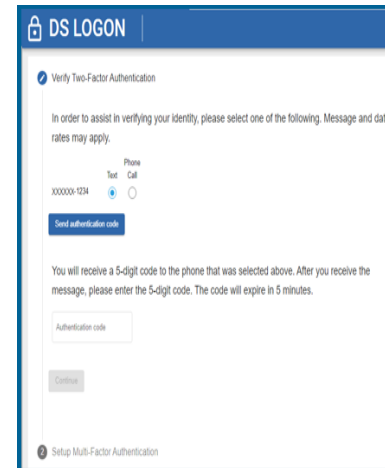 DS LOGON
Verify Two-Factor Authentication
In order to assist in verifying your identity, please select one of the following. Message and dat
rates may apply.
Phone
Text Call
XXXXXX-1234
Send authentication code
You will receive a 5-digit code to the phone that was selected above. After you receive the
message, please enter the 5-digit code. The code will expire in 5 minutes.
Authentication code
Continue
2 Setup Multi-Factor Authentication